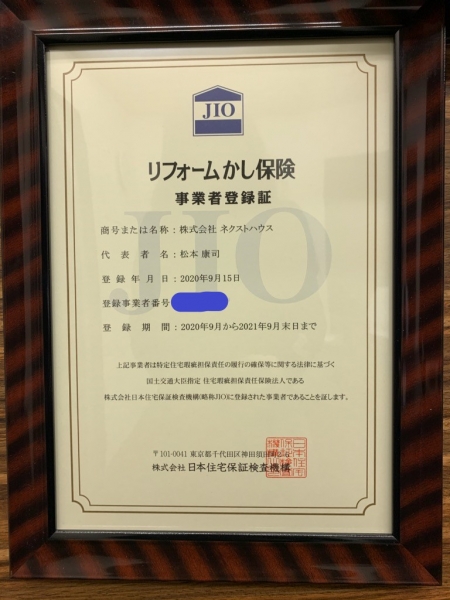 JIO
リフォームかし保険
事業者登録証
商号または名称：株式会社 ネクストハウス
代表者名：松本 康司
登録年月日：2020年9月15日
登録事業者番号
登録期間：2020年9月から2021年9月末日まで
上記事業者は特定住宅瑕疵担保責任の履行の確保等に関する法律に基づく
国土交通大臣指定 住宅瑕疵担保責任保険法人である
株式会社日本住宅保証検査機構(略称JIO)に登録された事業者であることを証します。
〒101-0041 東京都千代田区神田須田町
株式会社 日本住宅保証検査機構